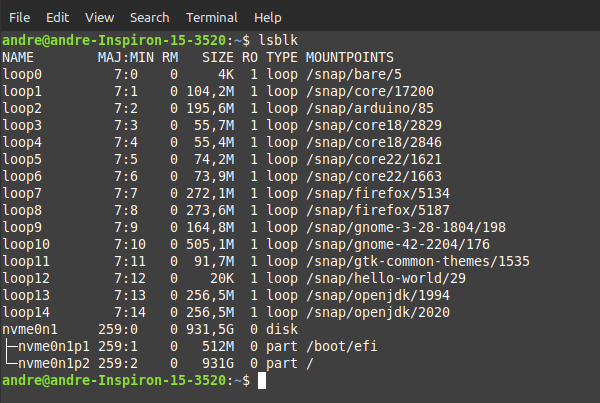 File Edit View Search Terminal Help
andre@andre-Inspiron-15-3520:~$ lsblk
NAME        MAJ:MIN RM   SIZE RO TYPE MOUNTPOINTS
loop0         7:0    0     4K  1 loop /snap/bare/5
loop1         7:1    0 104,2M  1 loop /snap/core/17200
loop2         7:2    0 195,6M  1 loop /snap/arduino/85
loop3         7:3    0  55,7M  1 loop /snap/core18/2829
loop4         7:4    0  55,4M  1 loop /snap/core18/2846
loop5         7:5    0  74,2M  1 loop /snap/core22/1621
loop6         7:6    0  73,9M  1 loop /snap/core22/1663
loop7         7:7    0 272,1M  1 loop /snap/firefox/5134
loop8         7:8    0 273,6M  1 loop /snap/firefox/5187
loop9         7:9    0 164,8M  1 loop /snap/gnome-3-28-1804/198
loop10        7:10   0 505,1M  1 loop /snap/gnome-42-2204/176
loop11        7:11   0  91,7M  1 loop /snap/gtk-common-themes/1535
loop12        7:12   0    20K  1 loop /snap/hello-world/29
loop13        7:13   0 256,5M  1 loop /snap/openjdk/1994
loop14        7:14   0 256,5M  1 loop /snap/openjdk/2020
nvme0n1     259:0    0 931,5G  0 disk
├─nvme0n1p1 259:1    0   512M  0 part /boot/efi
└─nvme0n1p2 259:2    0   931G  0 part /
andre@andre-Inspiron-15-3520:~$